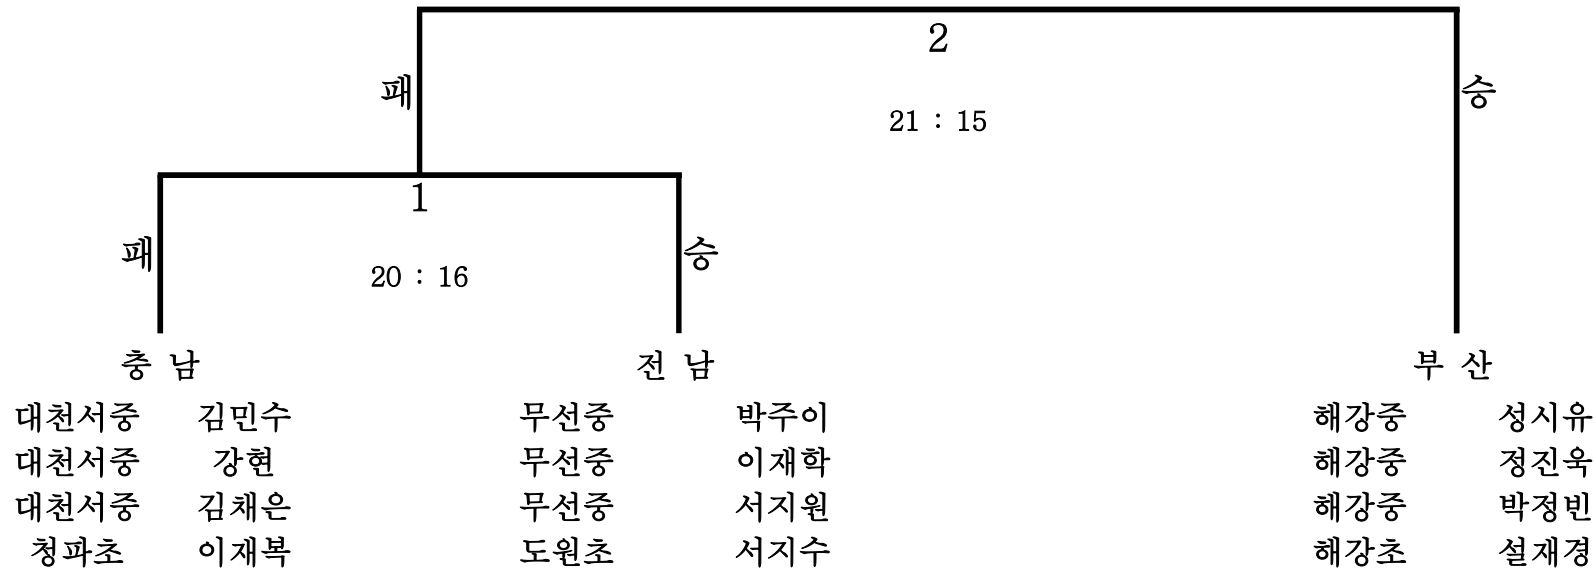 2
패 승
21 : 15
1
패 승
20 : 16
충 남 전 남 부 산
대천서중 김민수 무선중 박주이 해강중 성시유
대천서중 강현 무선중 이재학 해강중 정진욱
대천서중 김채은 무선중 서지원 해강중 박정빈
청파초 이재복 도원초 서지수 해강초 설재경